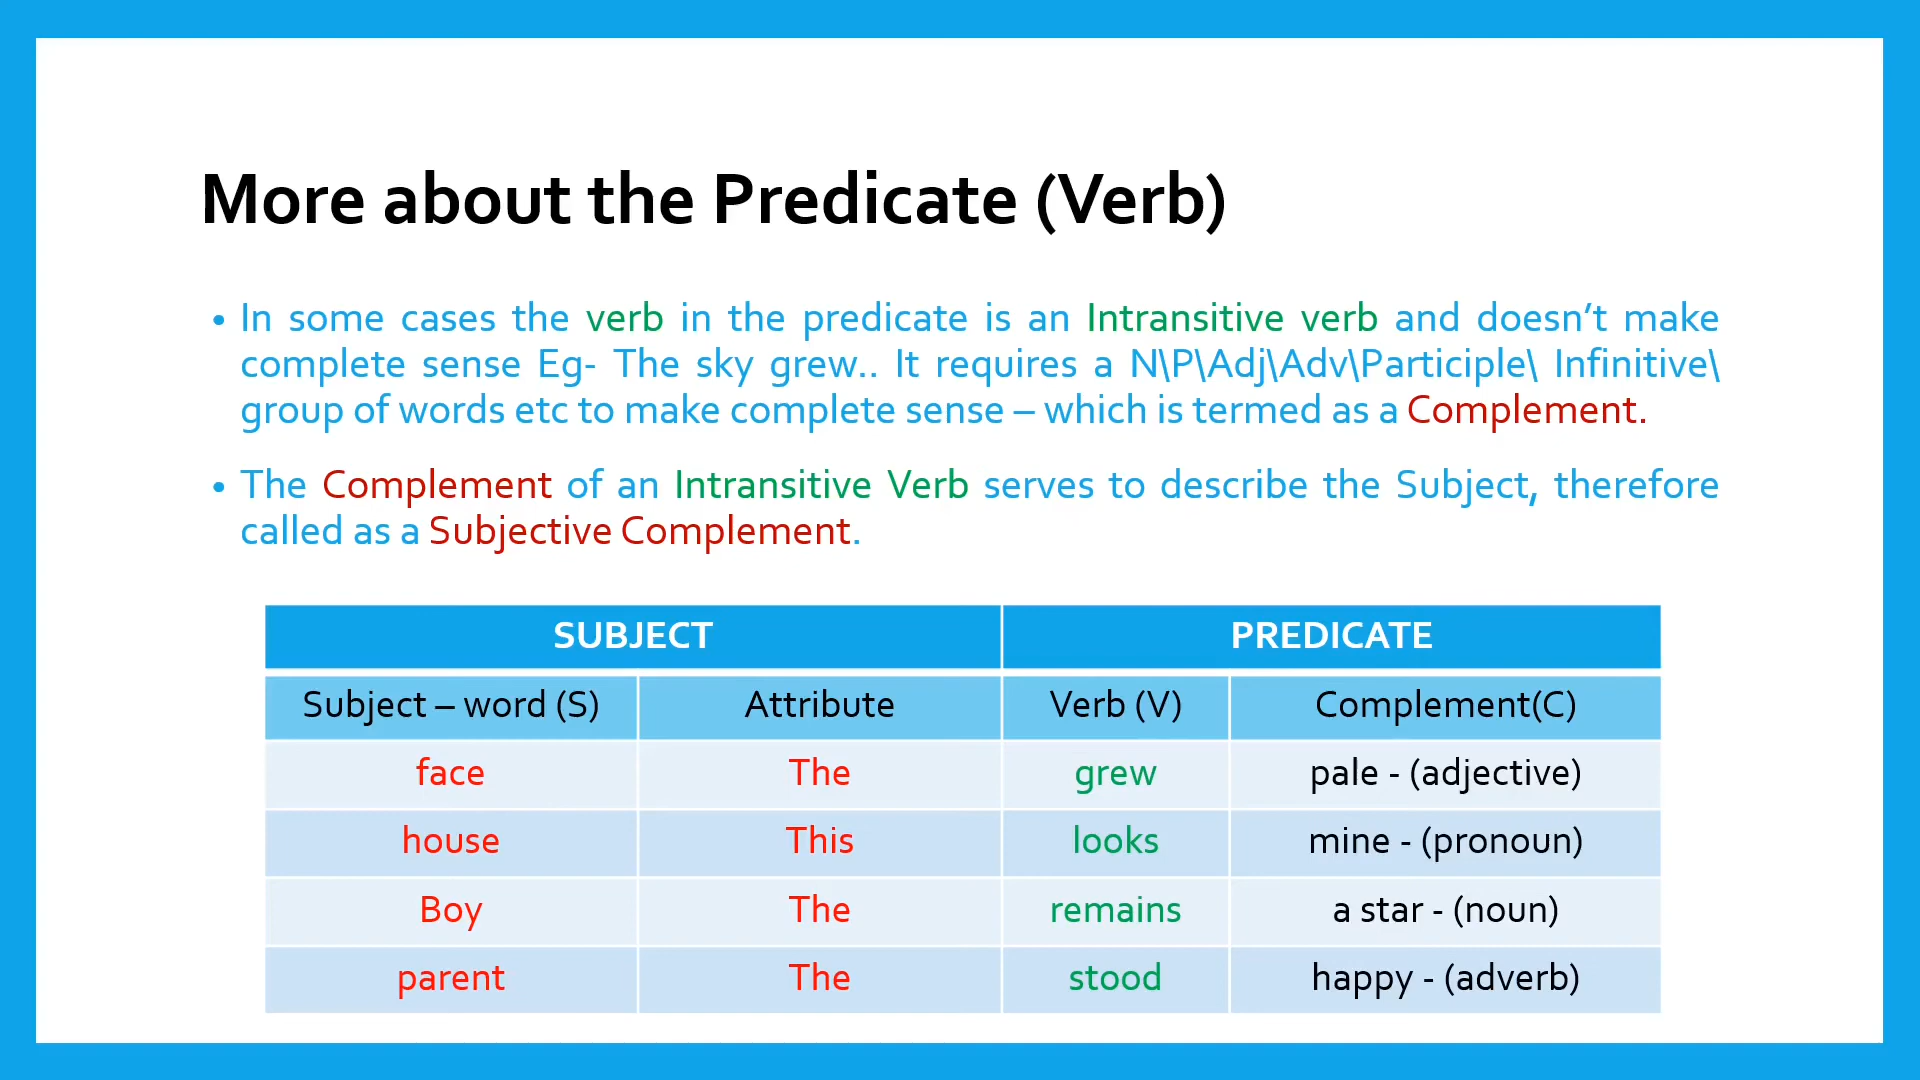 More about the Predicate (Verb)
• In some cases the verb in the predicate is an Intransitive verb and doesn’t make
complete sense Eg- The sky grew.. It requires a N\P\Adj\Adv\Participle\ Infinitive\
group of words etc to make complete sense – which is termed as a Complement.
• The Complement of an Intransitive Verb serves to describe the Subject, therefore
called as a Subjective Complement.
SUBJECT PREDICATE
Subject – word (S) Attribute Verb (V) Complement(C)
face The grew pale - (adjective)
house This looks mine - (pronoun)
Boy The remains a star - (noun)
parent The stood happy - (adverb)